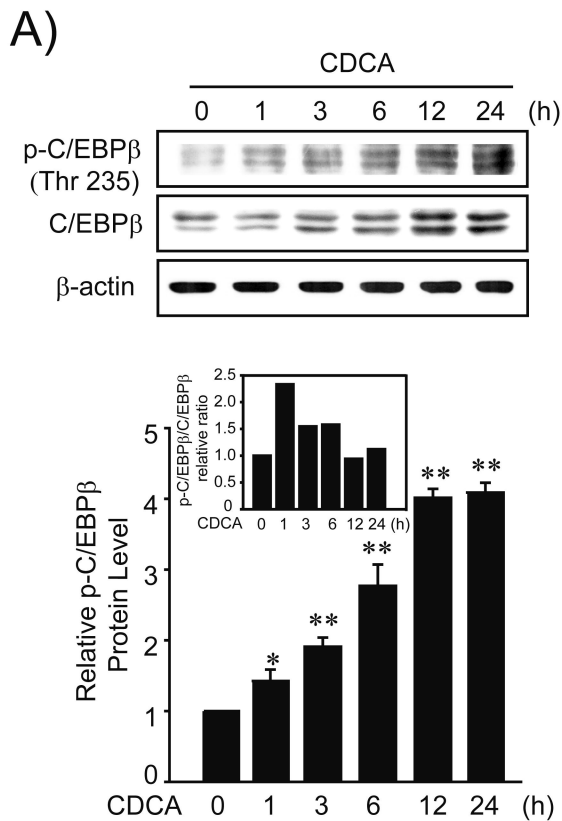 A)
CDCA
0 1 3 6 12 24 (h)
p-C/EBPβ
(Thr 235)
C/EBPβ
β-actin
p-C/EBPβ/C/EBPβ
relative ratio
2.5
2.0
1.5
1.0
0.5
0
CDCA 0 1 3 6 12 24 (h)
Relative p-C/EBPβ
Protein Level
5
4
3
2
1
0
* ** ** ** **
CDCA 0 1 3 6 12 24 (h)